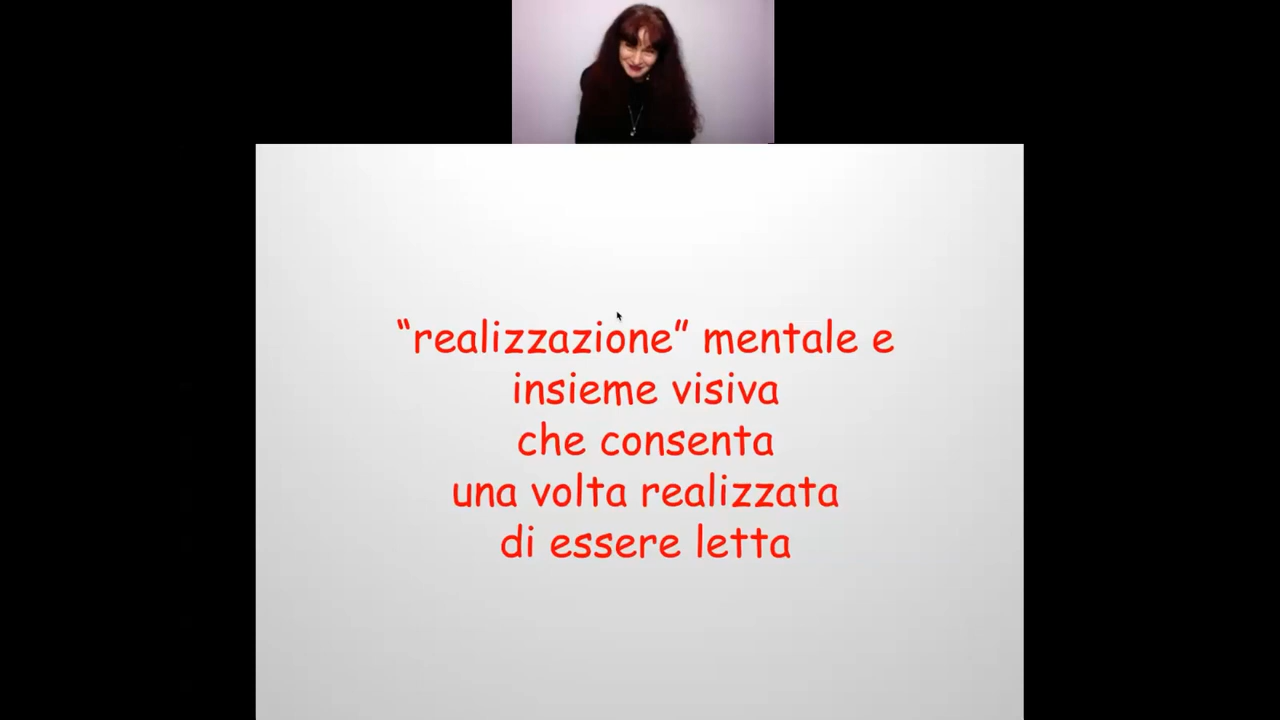 “realizzazione” mentale e
insieme visiva
che consenta
una volta realizzata
di essere letta